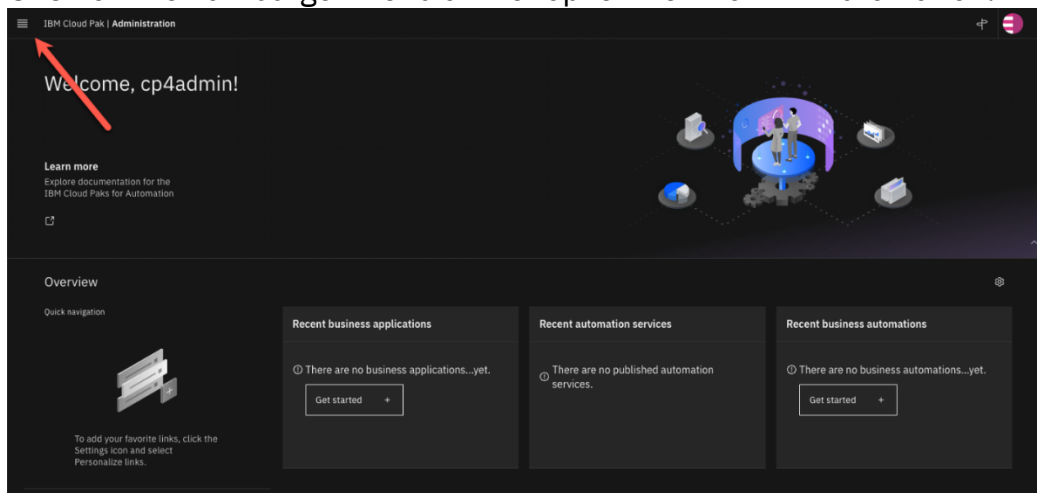 IBM Cloud Pak | Administration
Welcome, cp4admin!
Learn more
Explore documentation for the
IBM Cloud Paks for Automation
Overview
Quick navigation
To add your favorite links, click the
Settings icon and select
Personalize links.
Recent business applications
There are no business applications...yet.
Get started +
Recent automation services
There are no published automation
services.
Recent business automations
There are no business automations...yet.
Get started +